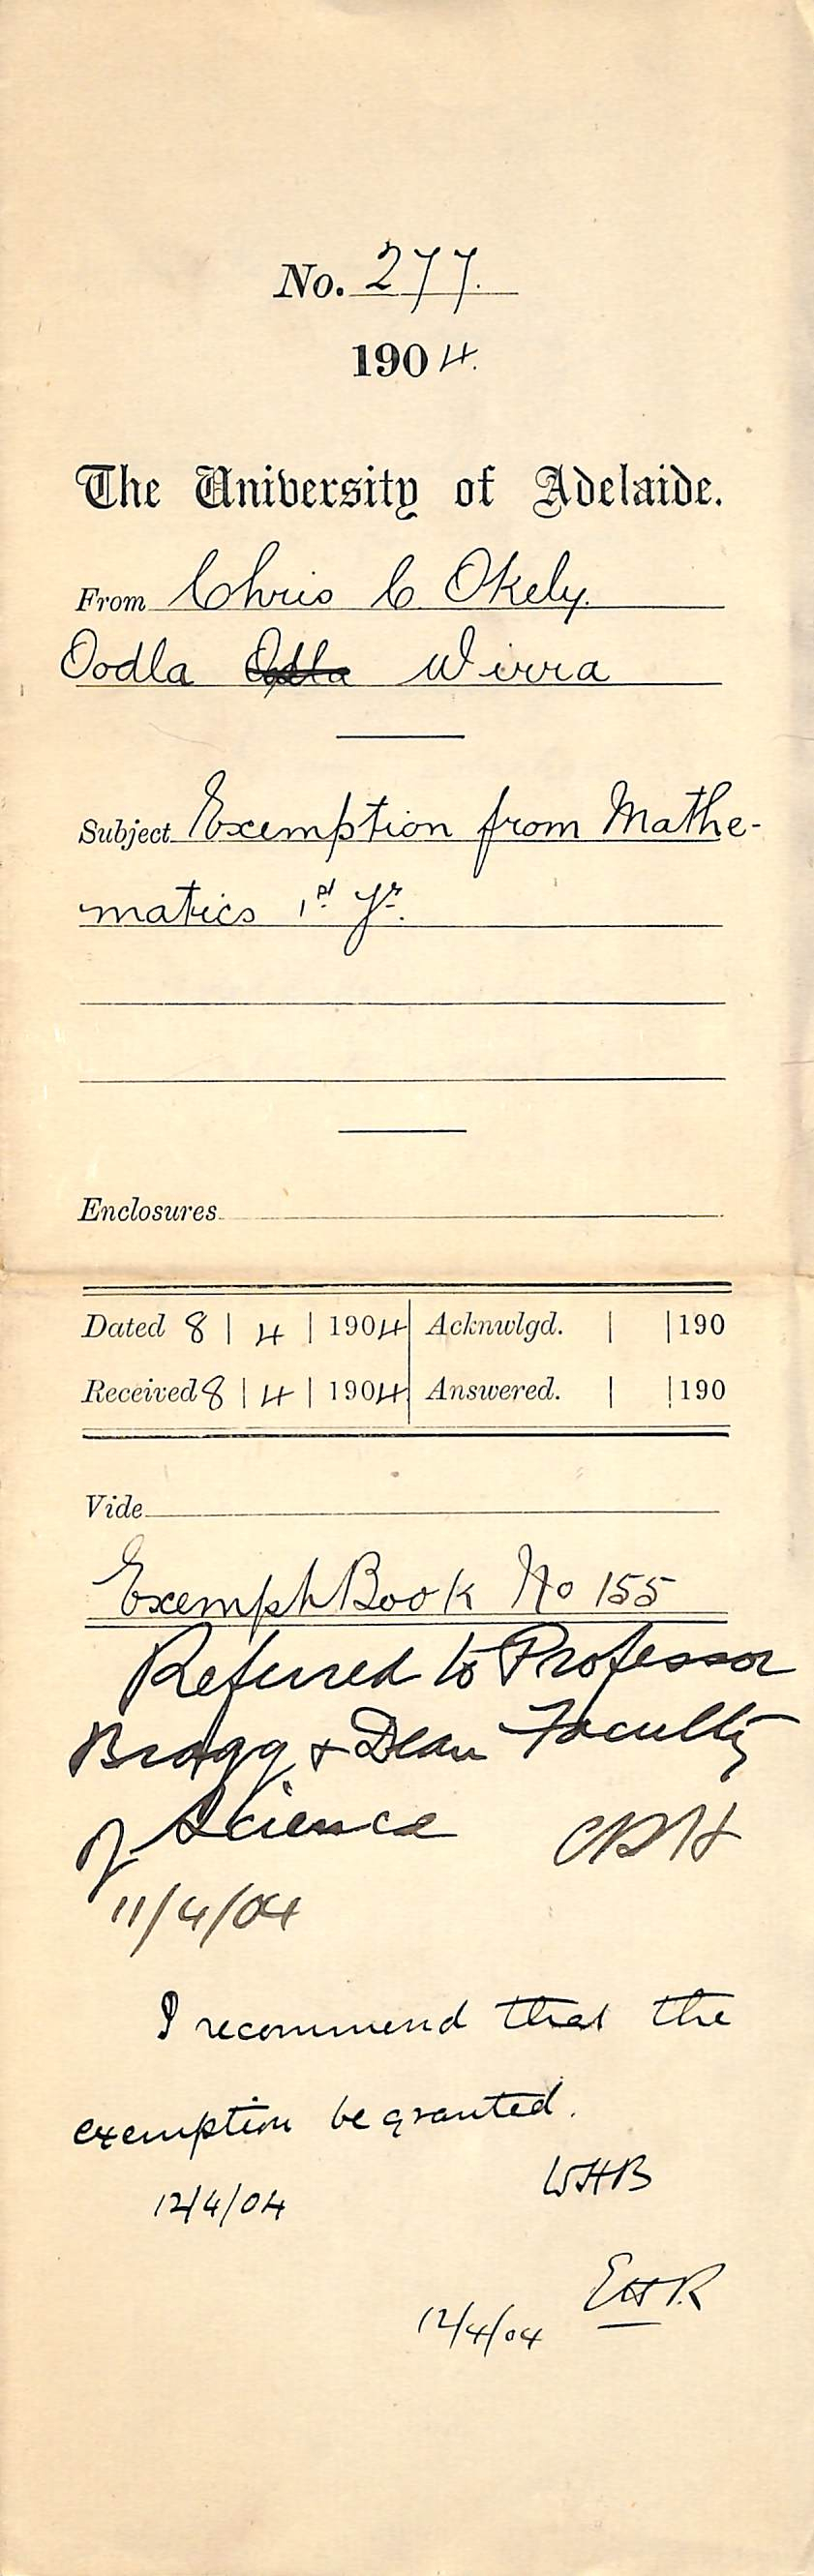 No. 277.
1904.
The University of Adelaide.
From Chris C. Okely.
Oodla Odla Wirra
Subject Exemption from Mathe-
matics 1st Yr.
Enclosures
Dated 8 | 4 | 1904 Acknwlgd. | |190
Received 8 | 4 | 1904 Answered. | |190
Vide
Exempt Book No 155
Referred to Professor
Bragg & Dean Faculty
of Science CRH
11/4/04
I recommend that the
exemption be granted.
12/4/04 WHB
12/4/04 EHR